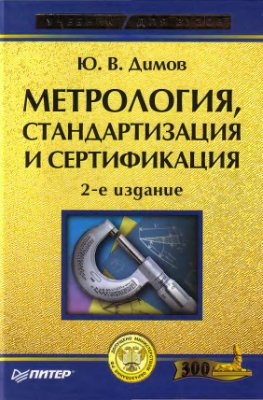 УЧЕБНИК ДЛЯ ВУЗОВ
Ю. В. Димов
МЕТРОЛОГИЯ,
СТАНДАРТИЗАЦИЯ
И СЕРТИФИКАЦИЯ
2-е издание
ПИТЕР
300